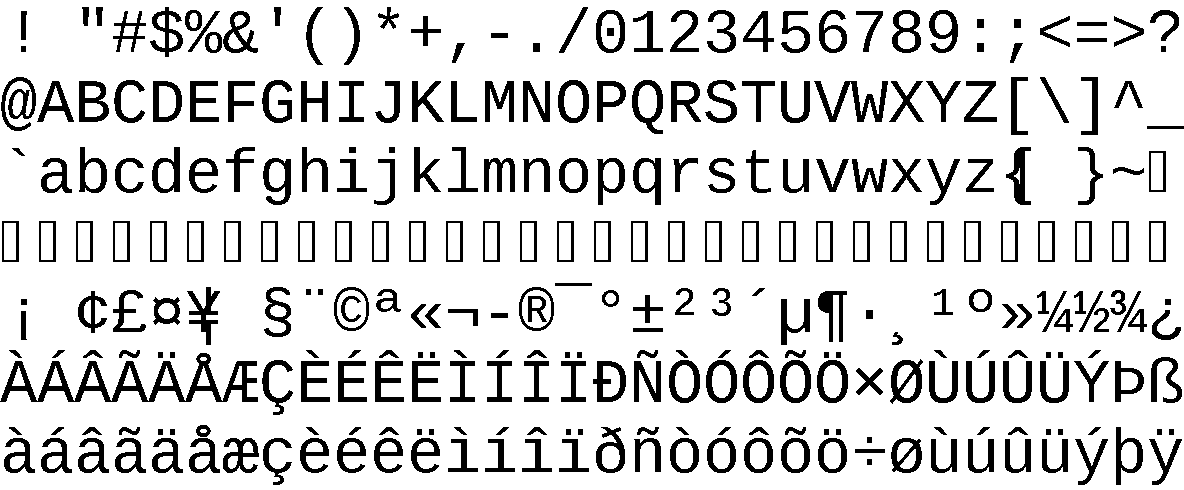 ! "#$%&'()*+,-./0123456789:;<=>?
@ABCDEFGHIJKLMNOPQRSTUVWXYZ[\]^_
`abcdefghijklmnopqrstuvwxyz{| }~▯
▯▯▯▯▯▯▯▯▯▯▯▯▯▯▯▯▯▯▯▯▯▯▯▯▯▯▯▯▯▯▯▯
¡ ¢£¤¥¦ §¨©ª«¬-®¯°±²³´µ¶·¸¹º»¼½¾¿
ÀÁÂÃÄÅÆÇÈÉÊËÌÍÎÏÐÑÒÓÔÕÖ×ØÙÚÛÜÝÞß
àáâãäåæçèéêëìíîïðñòóôõö÷øùúûüýþÿ